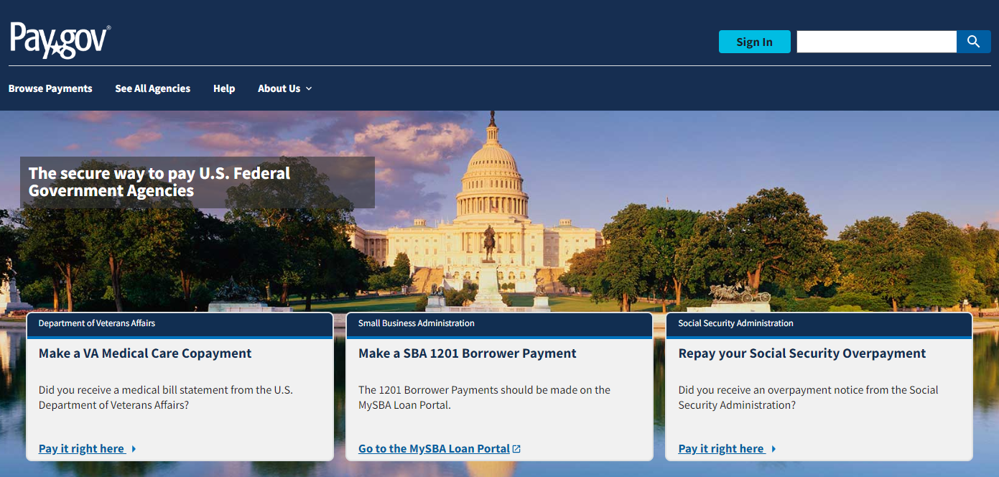 Pay.gov®
Sign In
Browse Payments
See All Agencies
Help
About Us
The secure way to pay U.S. Federal
Government Agencies
Department of Veterans Affairs
Make a VA Medical Care Copayment
Did you receive a medical bill statement from the U.S.
Department of Veterans Affairs?
Pay it right here
Small Business Administration
Make a SBA 1201 Borrower Payment
The 1201 Borrower Payments should be made on the
MySBA Loan Portal.
Go to the MySBA Loan Portal
Social Security Administration
Repay your Social Security Overpayment
Did you receive an overpayment notice from the Social
Security Administration?
Pay it right here